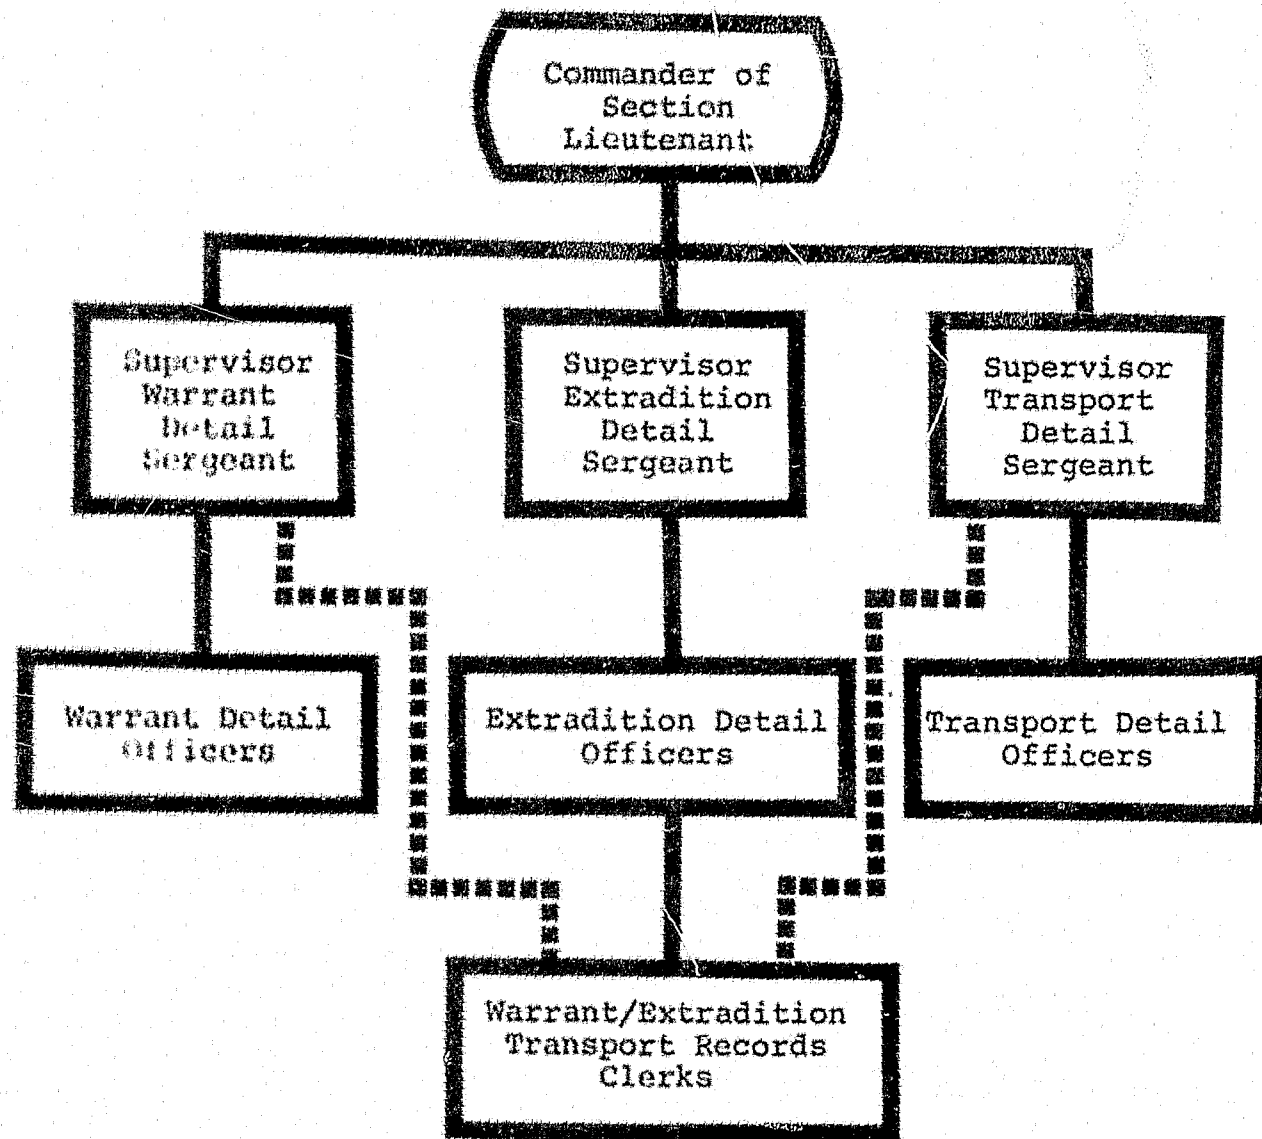 Commander of
Section
Lieutenant
Supervisor
Warrant
Detail
Sergeant
Supervisor
Extradition
Detail
Sergeant
Supervisor
Transport
Detail
Sergeant
Warrant Detail
Officers
Extradition Detail
Officers
Transport Detail
Officers
Warrant/Extradition
Transport Records
Clerks